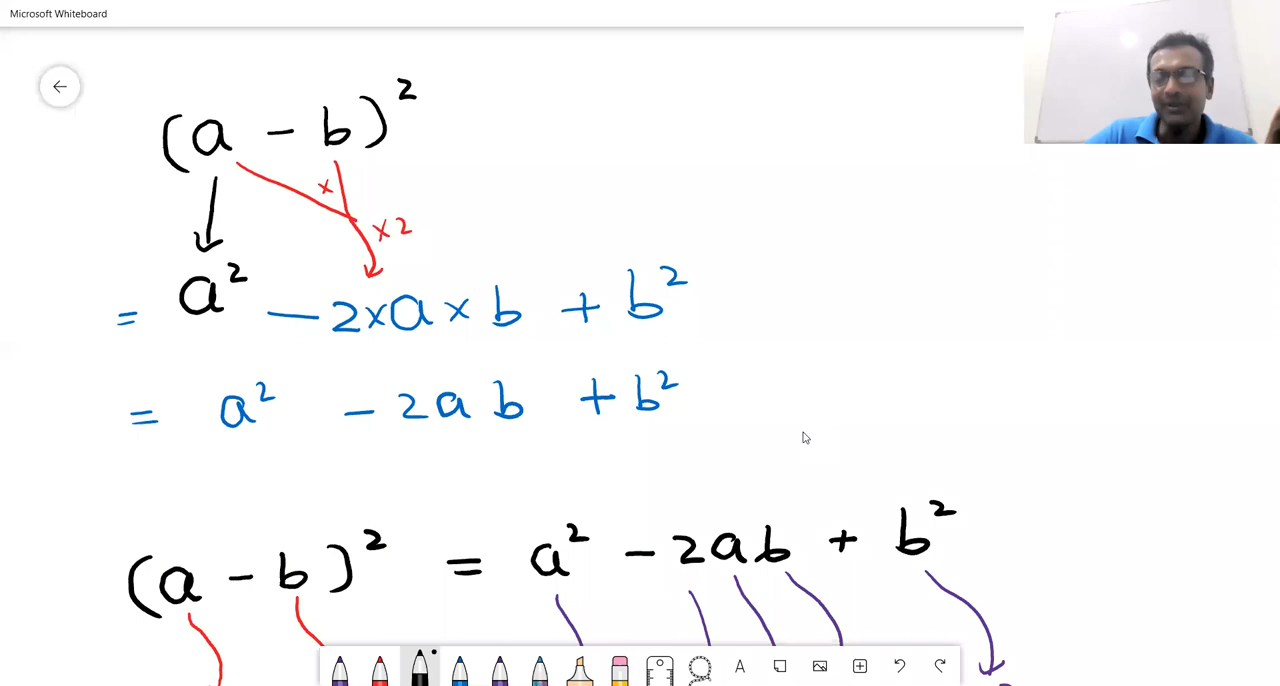 Microsoft Whiteboard
(a - b)²
×
×2
= a² - 2×a×b + b²
= a² - 2ab + b²
(a - b)² = a² - 2ab + b²
A